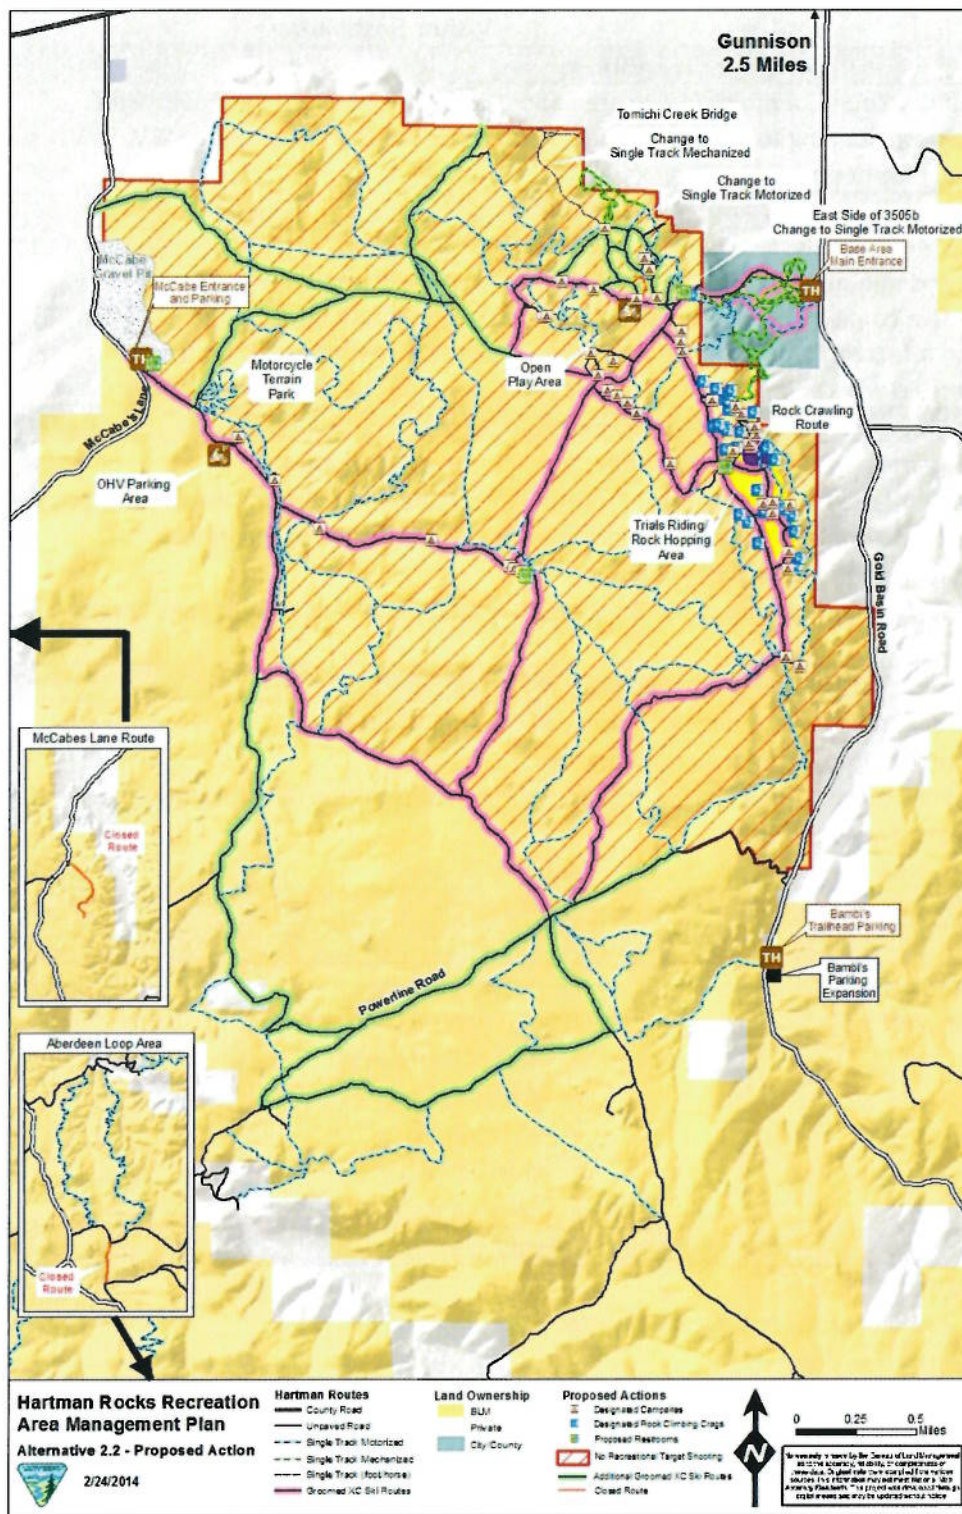 Gunnison
2.5 Miles
Tomichi Creek Bridge
Change to
Single Track Mechanized
Change to
Single Track Motorized
East Side of 3505b
Change to Single Track Motorized
Base Area
Main Entrance
TH
McCabe
Gravel Pit
McCabe Entrance
and Parking
TH
Motorcycle
Terrain
Park
Open
Play Area
Rock Crawling
Route
McCabe's Lane
OHV Parking
Area
Trials Riding/
Rock Hopping
Area
Gold Basin Road
McCabes Lane Route
Closed
Route
Bambi's
Trailhead Parking
TH
Bambi's
Parking
Expansion
Powerline Road
Aberdeen Loop Area
Closed
Route
Hartman Rocks Recreation
Area Management Plan
Alternative 2.2 - Proposed Action
2/24/2014
Hartman Routes
County Road
Unpaved Road
Single Track Motorized
Single Track Mechanized
Single Track (foot/horse)
Groomed XC Ski Routes
Land Ownership
BLM
Private
City/County
Proposed Actions
Designated Campsites
Designated Rock Climbing Crags
Proposed Restrooms
No Recreational Target Shooting
Additional Groomed XC Ski Routes
Closed Route
N
0 0.25 0.5
Miles